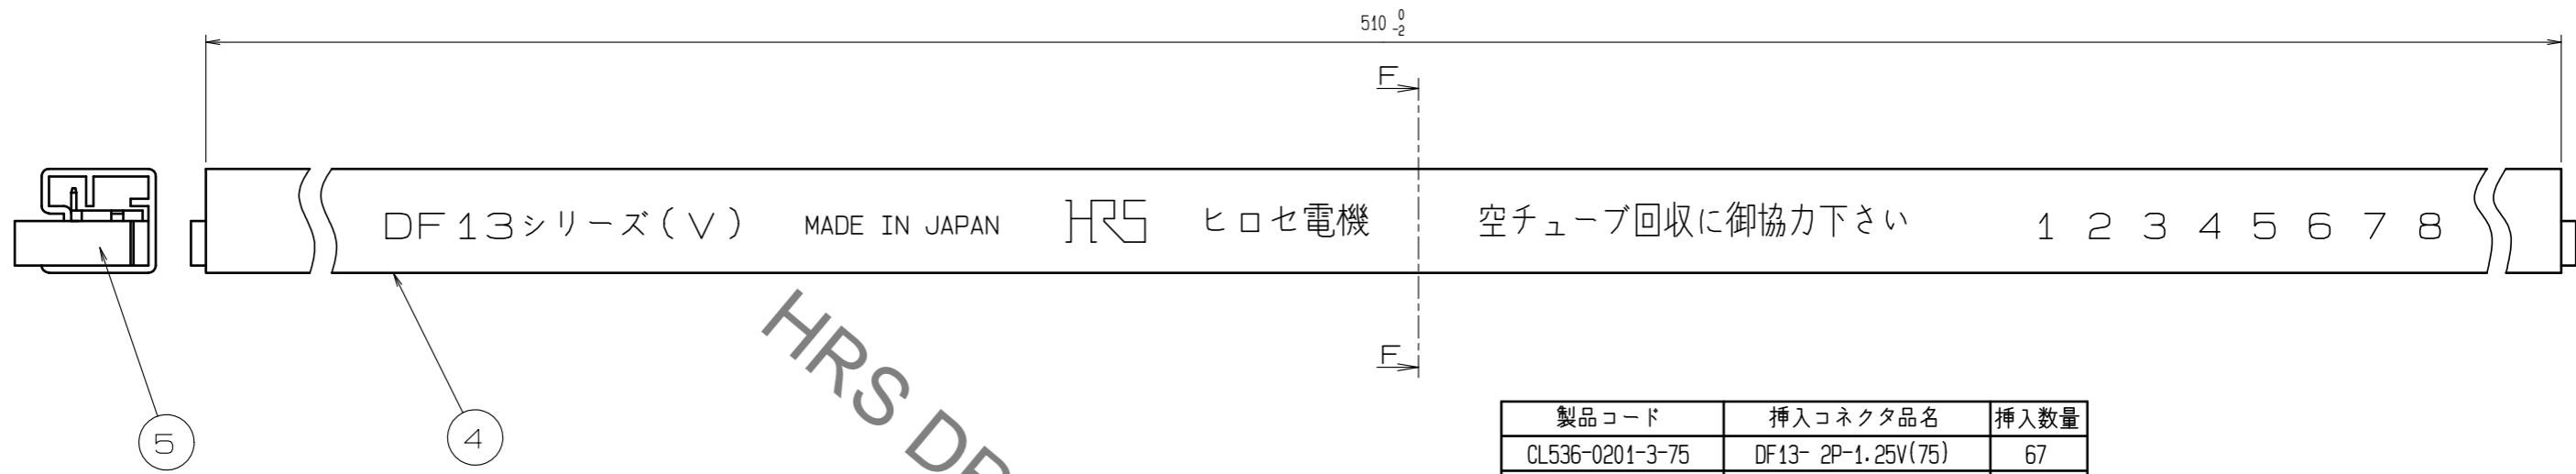 510 0 -2
F
DF13シリーズ(V) MADE IN JAPAN HRS ヒロセ電機 空チューブ回収に御協力下さい 1 2 3 4 5 6 7 8
F
5 4
HRS DR
製品コード 挿入コネクタ品名 挿入数量
CL536-0201-3-75 DF13- 2P-1.25V(75) 67